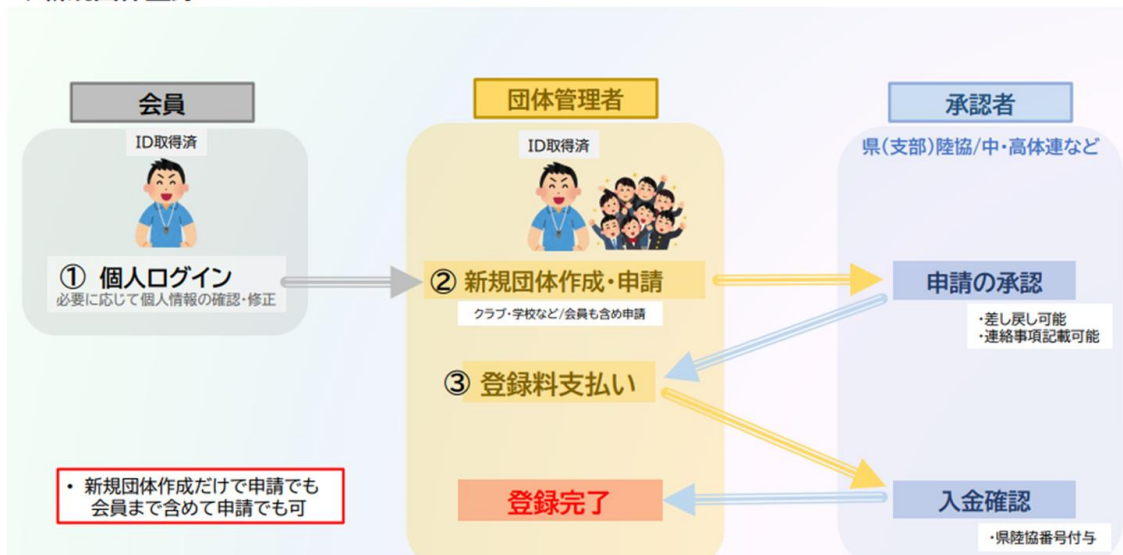 会員
団体管理者
承認者
ID取得済
ID取得済
県(支部)陸協/中・高体連など
① 個人ログイン
必要に応じて個人情報の確認・修正
② 新規団体作成・申請
クラブ・学校など/会員も含め申請
申請の承認
・差し戻し可能
・連絡事項記載可能
③ 登録料支払い
・ 新規団体作成だけで申請でも
会員まで含めて申請でも可
登録完了
入金確認
・県陸協番号付与